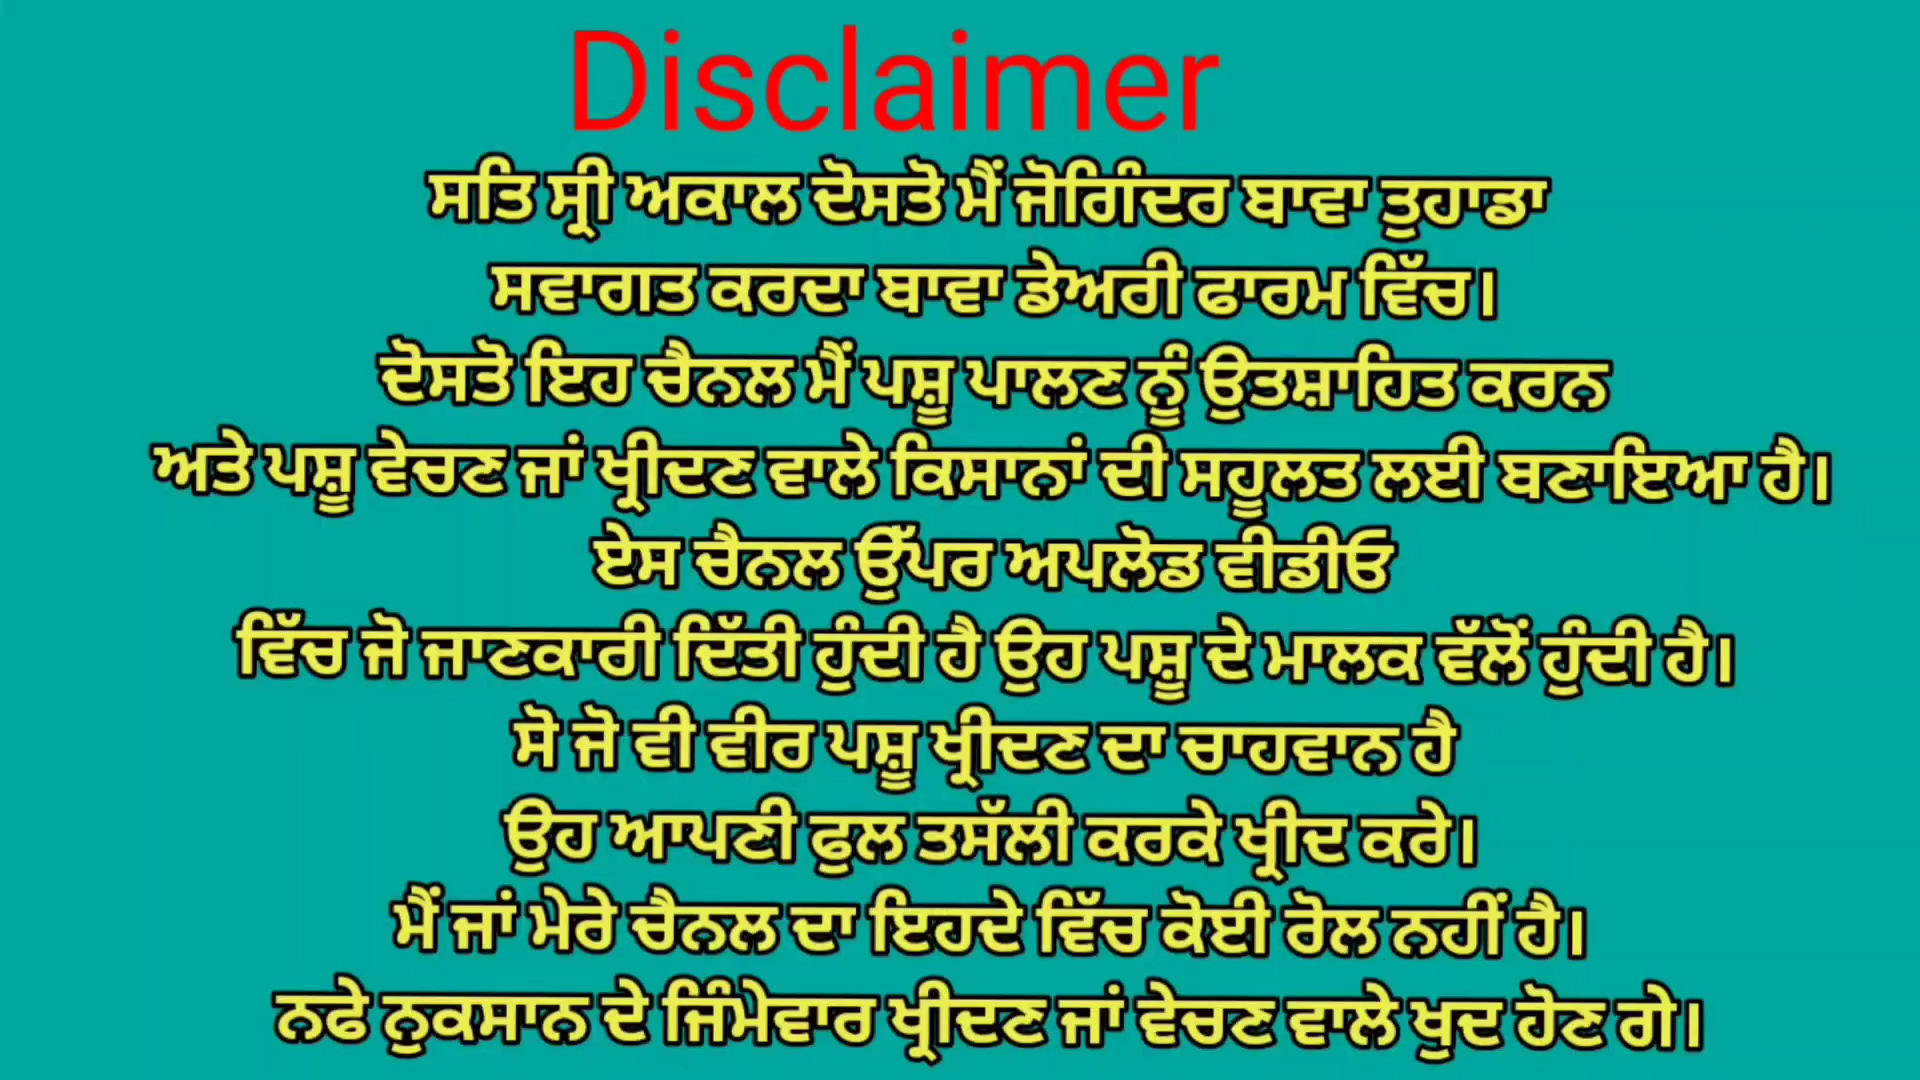 Disclaimer
ਸਤਿ ਸ੍ਰੀ ਅਕਾਲ ਦੋਸਤੋ ਮੈਂ ਜੋਗਿੰਦਰ ਬਾਵਾ ਤੁਹਾਡਾ
ਸਵਾਗਤ ਕਰਦਾ ਬਾਵਾ ਡੇਅਰੀ ਫਾਰਮ ਵਿੱਚ।
ਦੋਸਤੋ ਇਹ ਚੈਨਲ ਮੈਂ ਪਸ਼ੂ ਪਾਲਣ ਨੂੰ ਉਤਸ਼ਾਹਿਤ ਕਰਨ
ਅਤੇ ਪਸ਼ੂ ਵੇਚਣ ਜਾਂ ਖ੍ਰੀਦਣ ਵਾਲੇ ਕਿਸਾਨਾਂ ਦੀ ਸਹੂਲਤ ਲਈ ਬਣਾਇਆ ਹੈ।
ਏਸ ਚੈਨਲ ਉੱਪਰ ਅਪਲੋਡ ਵੀਡੀਓ
ਵਿੱਚ ਜੋ ਜਾਣਕਾਰੀ ਦਿੱਤੀ ਹੁੰਦੀ ਹੈ ਉਹ ਪਸ਼ੂ ਦੇ ਮਾਲਕ ਵੱਲੋਂ ਹੁੰਦੀ ਹੈ।
ਸੋ ਜੋ ਵੀ ਵੀਰ ਪਸ਼ੂ ਖ੍ਰੀਦਣ ਦਾ ਚਾਹਵਾਨ ਹੈ
ਉਹ ਆਪਣੀ ਫੁਲ ਤਸੱਲੀ ਕਰਕੇ ਖ੍ਰੀਦ ਕਰੇ।
ਮੈਂ ਜਾਂ ਮੇਰੇ ਚੈਨਲ ਦਾ ਇਹਦੇ ਵਿੱਚ ਕੋਈ ਰੋਲ ਨਹੀਂ ਹੈ।
ਨਫੇ ਨੁਕਸਾਨ ਦੇ ਜਿੰਮੇਵਾਰ ਖ੍ਰੀਦਣ ਜਾਂ ਵੇਚਣ ਵਾਲੇ ਖੁਦ ਹੋਣ ਗੇ।